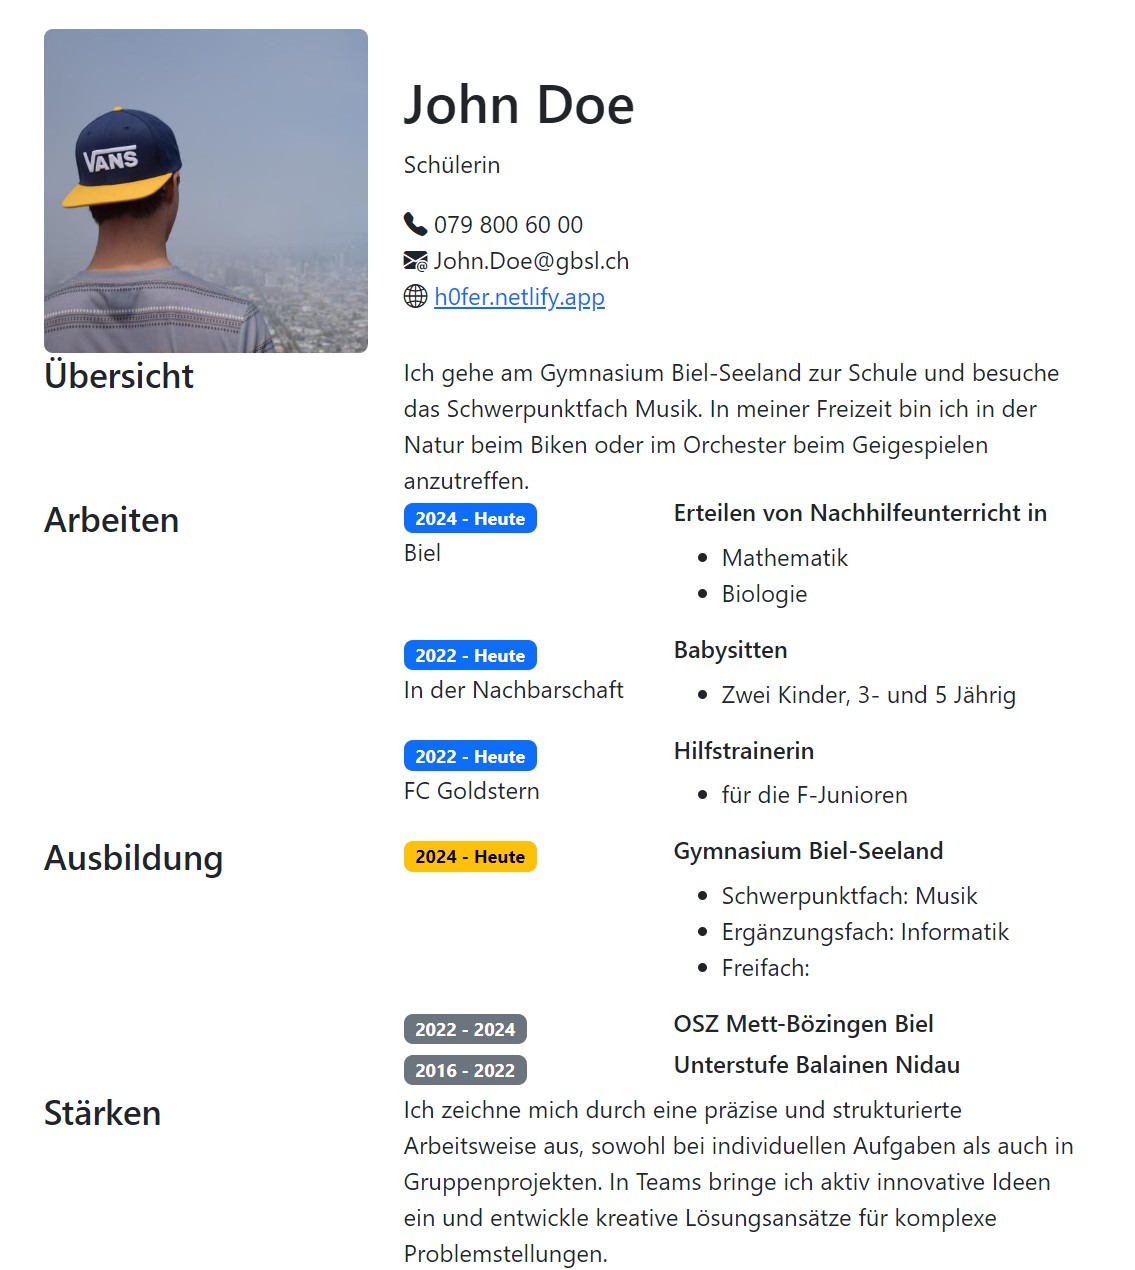 VANS
John Doe
Schülerin
079 800 60 00
John.Doe@gbsl.ch
h0fer.netlify.app
Übersicht
Ich gehe am Gymnasium Biel-Seeland zur Schule und besuche
das Schwerpunktfach Musik. In meiner Freizeit bin ich in der
Natur beim Biken oder im Orchester beim Geigespielen
anzutreffen.
Arbeiten
2024 - Heute
Biel
Erteilen von Nachhilfeunterricht in
• Mathematik
• Biologie
2022 - Heute
In der Nachbarschaft
Babysitten
• Zwei Kinder, 3- und 5 Jährig
2022 - Heute
FC Goldstern
Hilfstrainerin
• für die F-Junioren
Ausbildung
2024 - Heute
Gymnasium Biel-Seeland
• Schwerpunktfach: Musik
• Ergänzungsfach: Informatik
• Freifach:
2022 - 2024
OSZ Mett-Bözingen Biel
2016 - 2022
Unterstufe Balainen Nidau
Stärken
Ich zeichne mich durch eine präzise und strukturierte
Arbeitsweise aus, sowohl bei individuellen Aufgaben als auch in
Gruppenprojekten. In Teams bringe ich aktiv innovative Ideen
ein und entwickle kreative Lösungsansätze für komplexe
Problemstellungen.